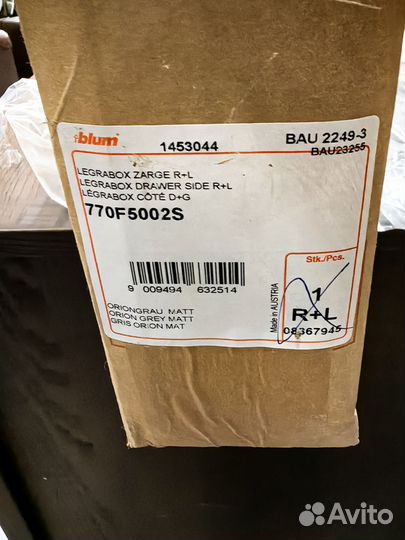 blum
1453044
BAU 2249-3
BAU23255
LEGRABOX ZARGE R+L
LEGRABOX DRAWER SIDE R+L
LÉGRABOX CÔTÉ D+G
770F5002S
Stk./Pcs.
1
R+L
08367945
Made in AUSTRIA
9 009494 632514
ORIONGRAU MATT
ORION GREY MATT
GRIS ORION MAT
Avito